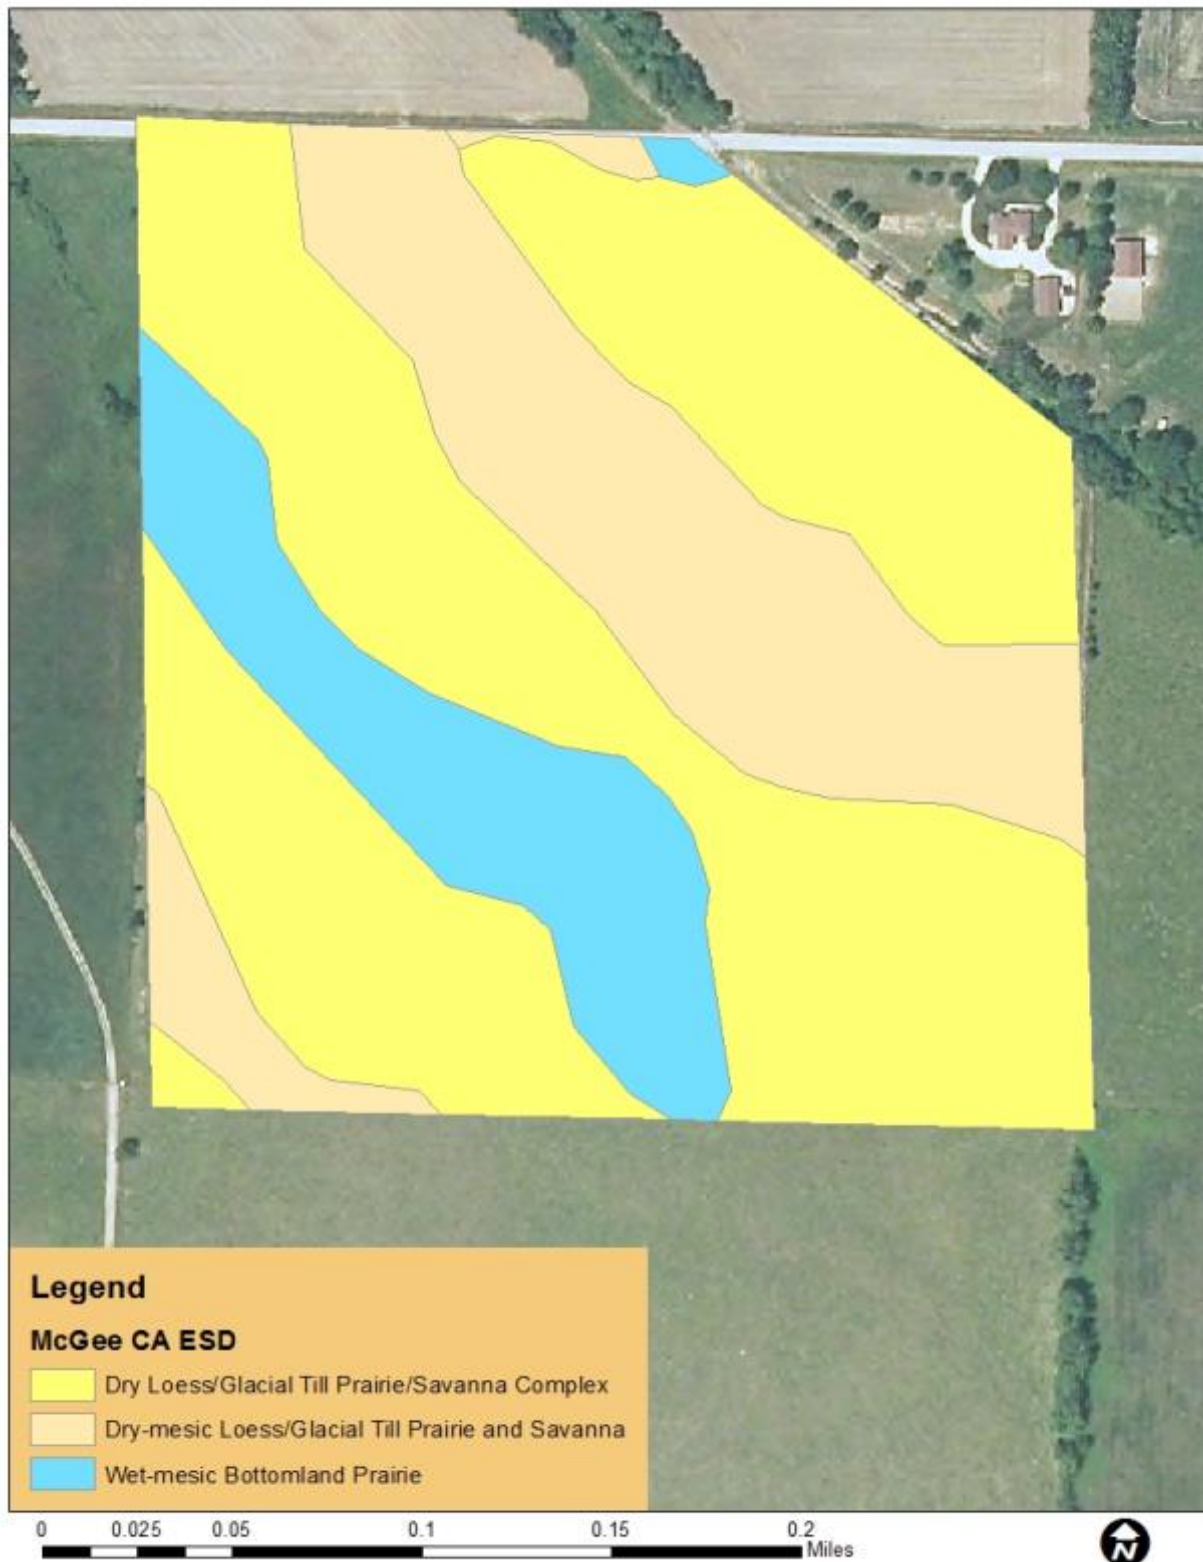 Legend
McGee CA ESD
Dry Loess/Glacial Till Prairie/Savanna Complex
Dry-mesic Loess/Glacial Till Prairie and Savanna
Wet-mesic Bottomland Prairie
0 0.025 0.05 0.1 0.15 0.2
Miles
N